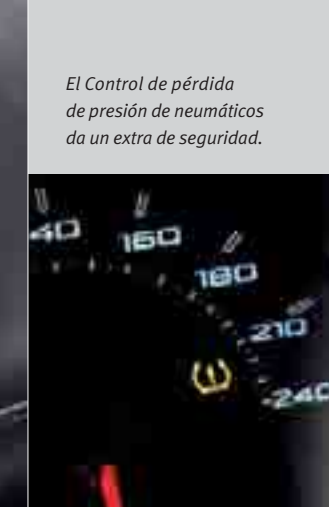 El Control de pérdida
de presión de neumáticos
da un extra de seguridad.
40
160
180
210
240